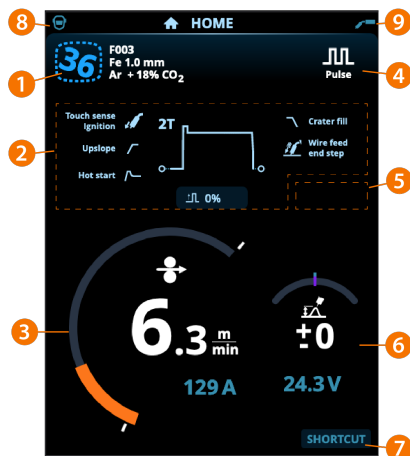 8
W
HOME
9
36
F003
Fe 1.0 mm
Ar + 18% CO2
Pulse
1
4
Touch sense
Ignition
2T
Crater fill
2
Upslope
Wire feed
end step
Hot start
5
0%
3
6.3 m/min
±0
6
129 A
24.3 V
SHORTCUT
7